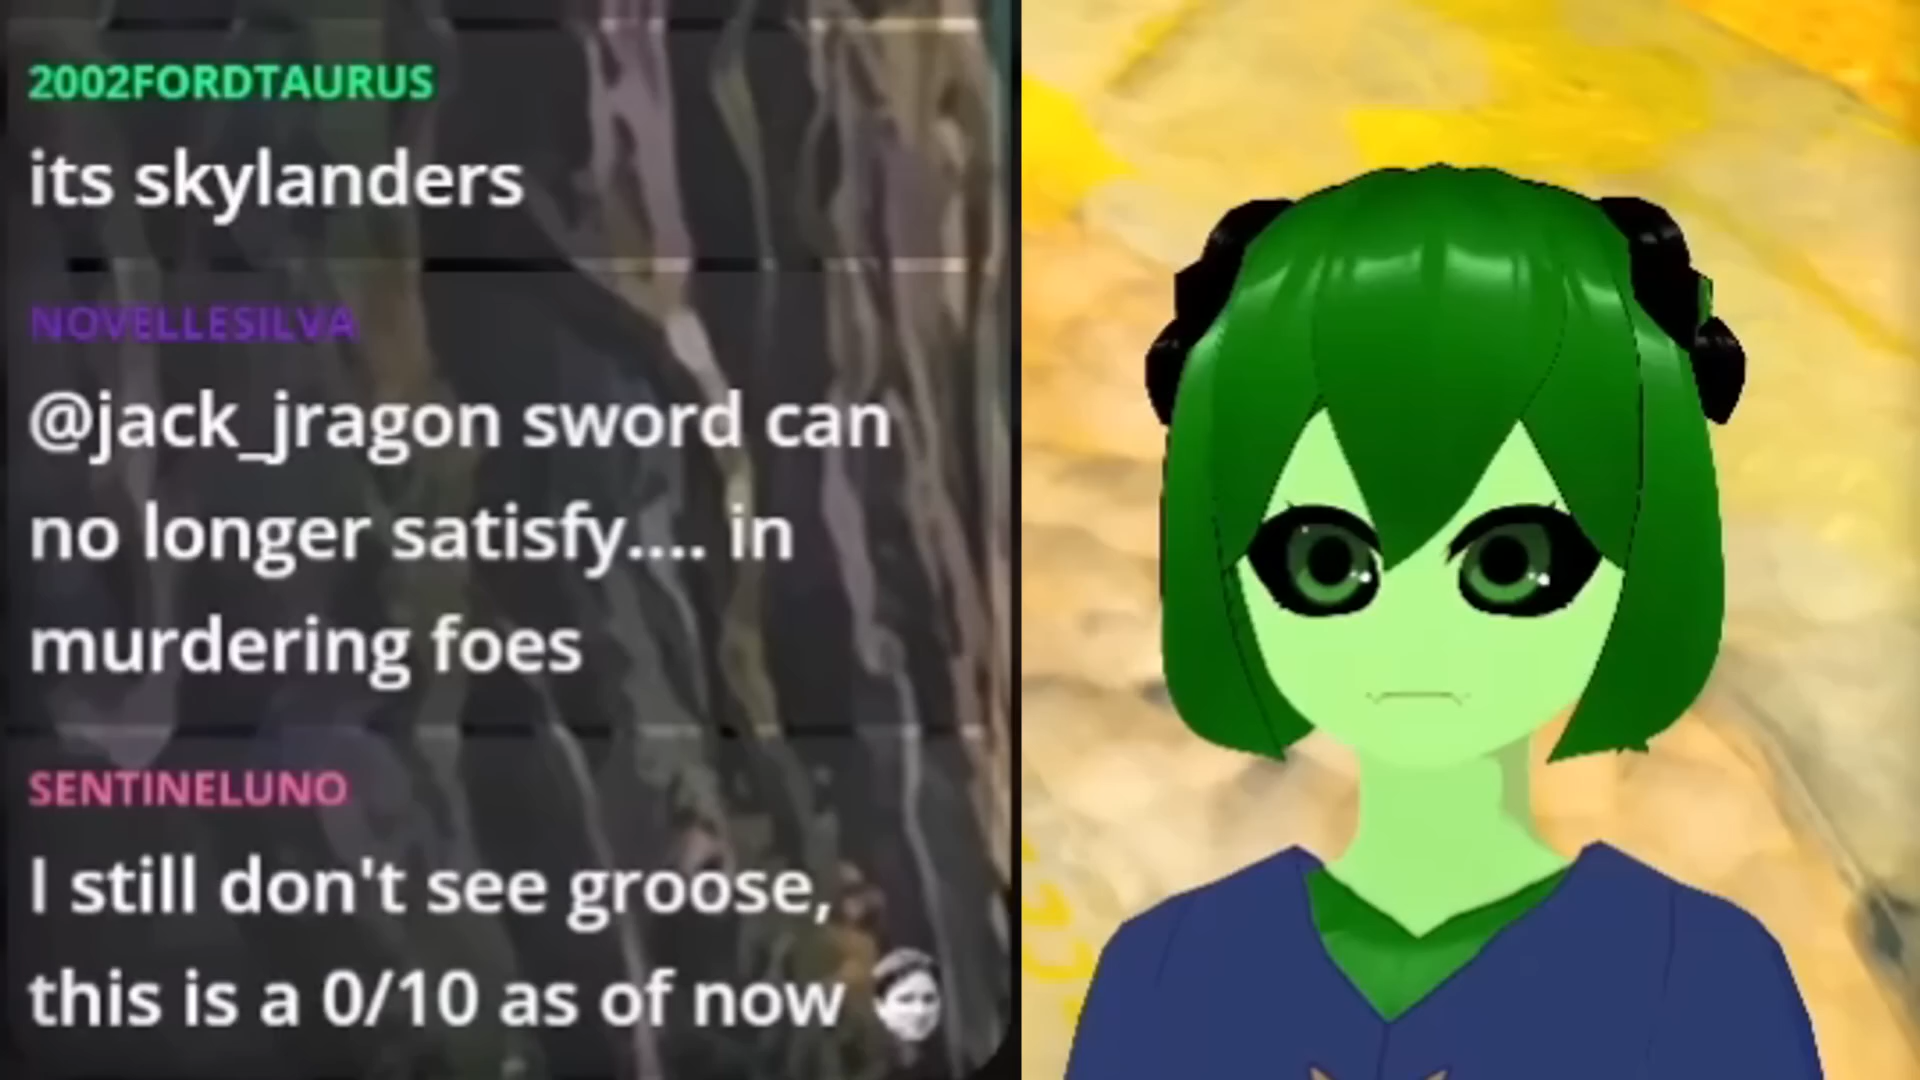 2002FORDTAURUS
its skylanders
NOVELLESILVA
@jack_jragon sword can
no longer satisfy.... in
murdering foes
SENTINELUNO
I still don't see groose,
this is a 0/10 as of now